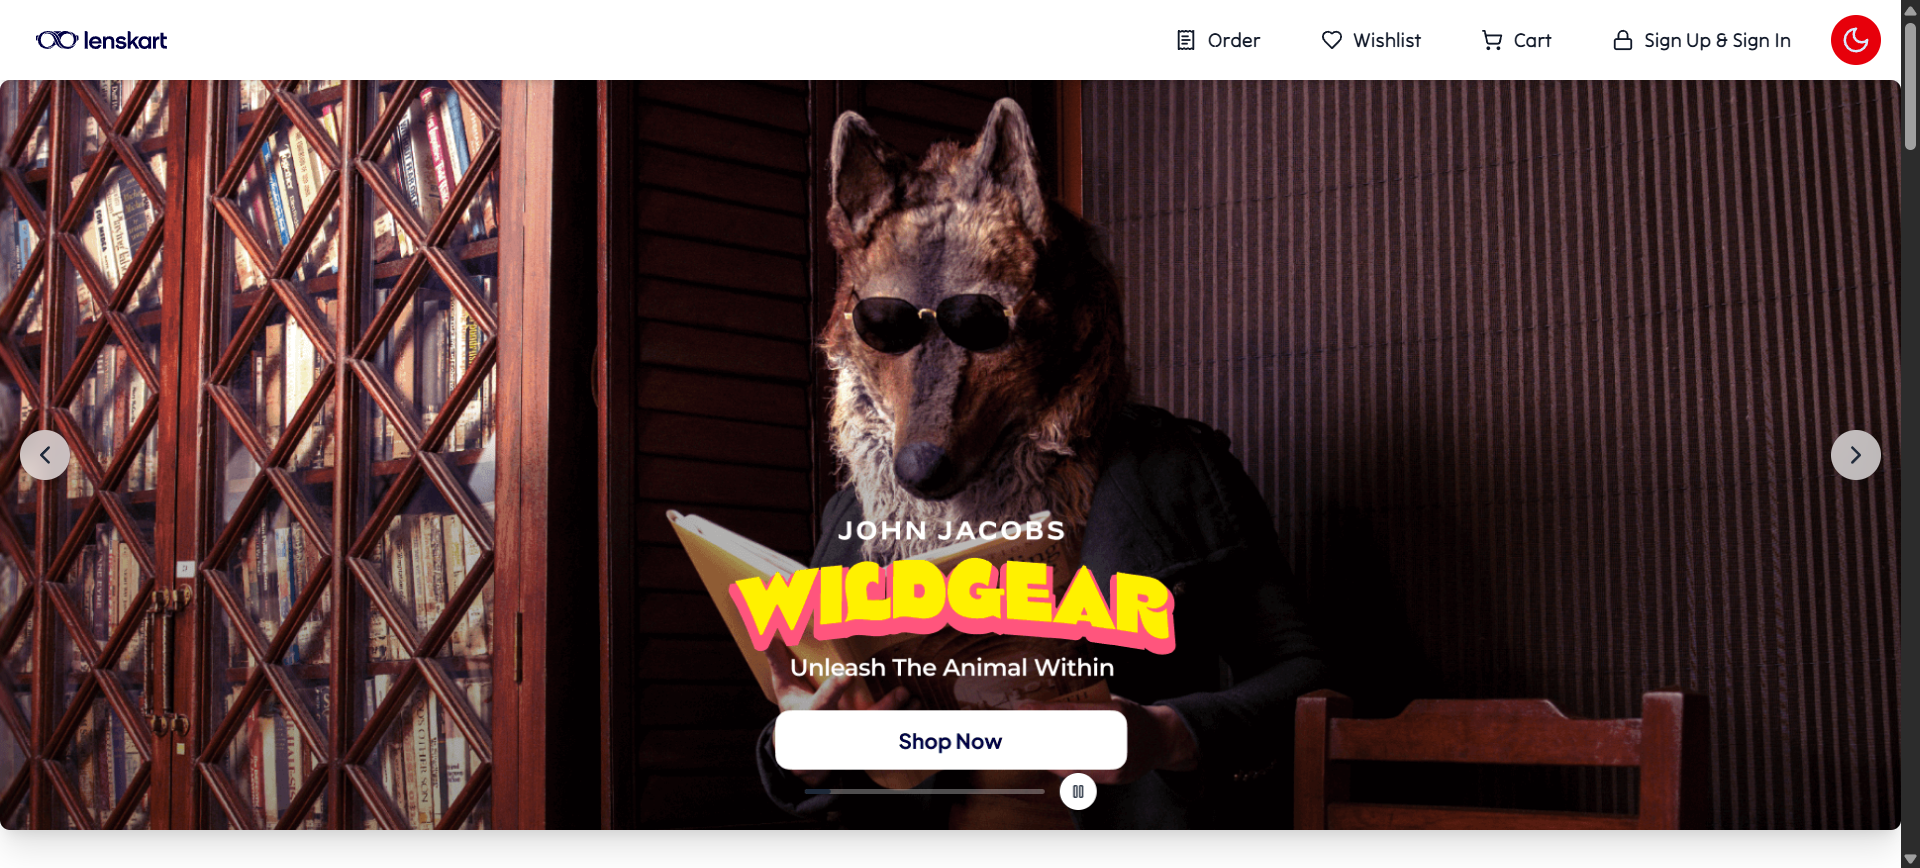 lenskart
Order
Wishlist
Cart
Sign Up & Sign In
JOHN JACOBS
WILDGEAR
Unleash The Animal Within
Shop Now